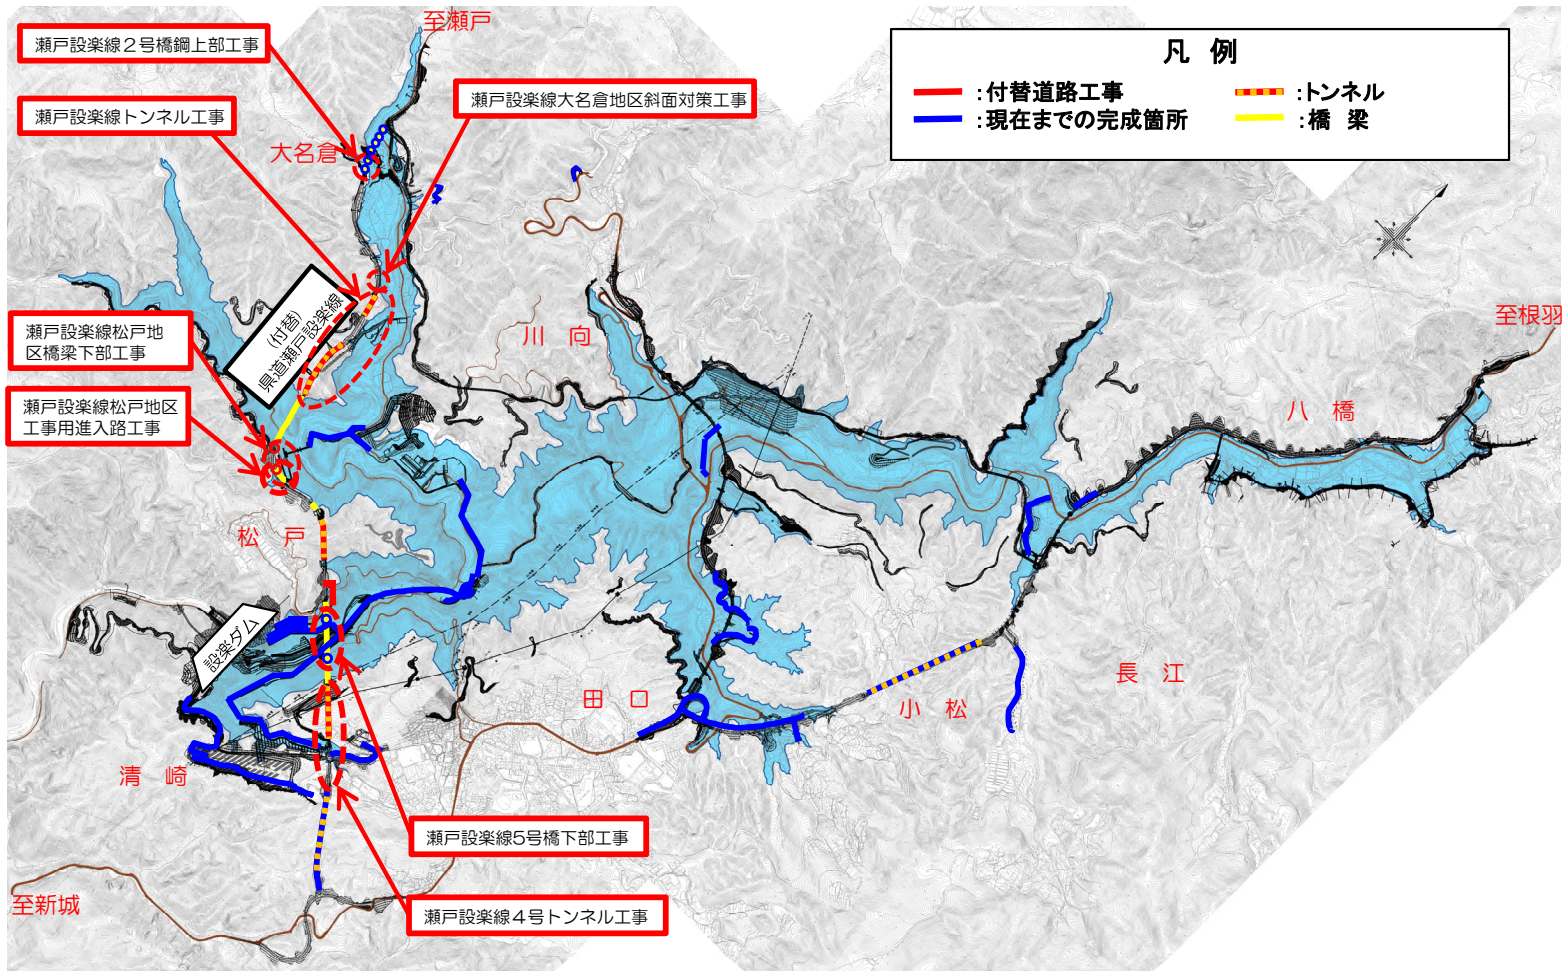 至瀬戸
瀬戸設楽線２号橋鋼上部工事
瀬戸設楽線大名倉地区斜面対策工事
瀬戸設楽線トンネル工事
大名倉
凡 例
：付替道路工事
：トンネル
：現在までの完成箇所
：橋 梁
(付替)
県道瀬戸設楽線
瀬戸設楽線松戸地
区橋梁下部工事
川 向
至根羽
瀬戸設楽線松戸地区
工事用進入路工事
八 橋
松 戸
設楽ダム
田 口
小 松
長 江
清 崎
瀬戸設楽線5号橋下部工事
瀬戸設楽線４号トンネル工事
至新城